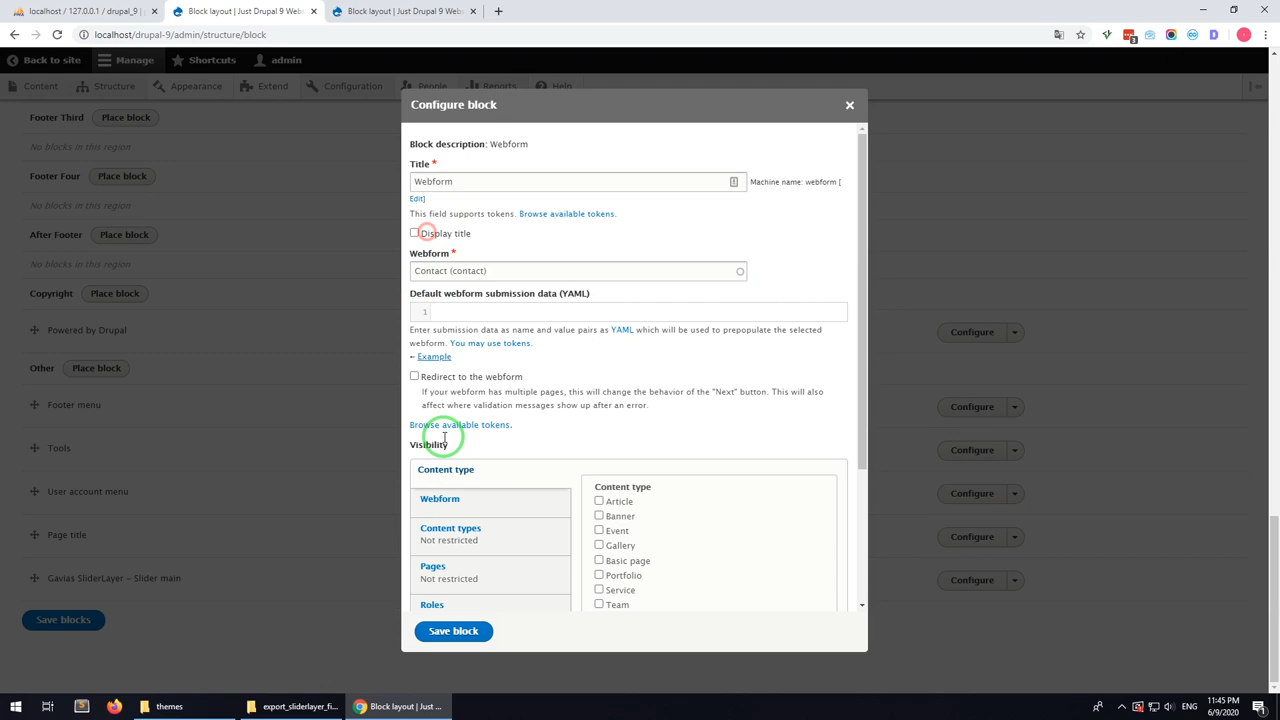 localhost / 127.0.0.1 / drupal_9 |
Block layout | Just Drupal 9 Web
Block layout | Just Drupal 9 Web
localhost/drupal-9/admin/structure/block
3
Back to site
Manage
Shortcuts
admin
Content
Structure
Appearance
Extend
Configuration
People
Reports
Help
Configure block
Footer Third
Place block
No blocks in this region
Footer Four
Place block
No blocks in this region
After Footer
Place block
No blocks in this region
Copyright
Place block
Powered by Drupal
Configure
Other
Place block
Footer menu
Configure
Tools
Configure
User account menu
Configure
Page title
Configure
Gavias SliderLayer - Slider main
Configure
Save blocks
Block description: Webform
Title *
Webform
Machine name: webform [
Edit]
This field supports tokens. Browse available tokens.
Display title
Webform *
Contact (contact)
Default webform submission data (YAML)
1
Enter submission data as name and value pairs as YAML which will be used to prepopulate the selected
webform. You may use tokens.
Example
Redirect to the webform
If your webform has multiple pages, this will change the behavior of the "Next" button. This will also
affect where validation messages show up after an error.
Browse available tokens.
Visibility
Content type
Webform
Content types
Not restricted
Pages
Not restricted
Roles
Content type
Article
Banner
Event
Gallery
Basic page
Portfolio
Service
Team
Save block
themes
export_sliderlayer_fi...
Block layout | Just ...
11:45 PM
6/9/2020
1